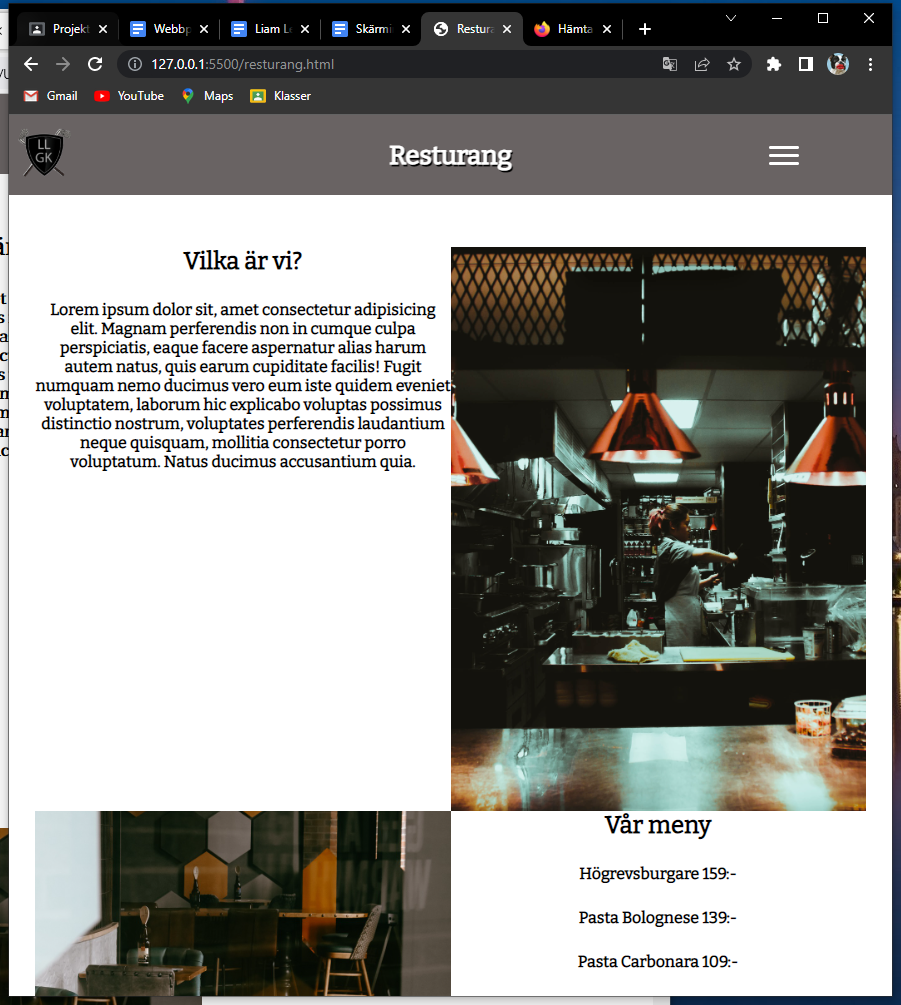 Projekt
Webbp
Liam Le
Skärmi
Restura
Hämta
127.0.0.1:5500/resturang.html
Gmail
YouTube
Maps
Klasser
LL
GK
Resturang
Vilka är vi?
Lorem ipsum dolor sit, amet consectetur adipisicing
elit. Magnam perferendis non in cumque culpa
perspiciatis, eaque facere aspernatur alias harum
autem natus, quis earum cupiditate facilis! Fugit
numquam nemo ducimus vero eum iste quidem eveniet
voluptatem, laborum hic explicabo voluptas possimus
distinctio nostrum, voluptates perferendis laudantium
neque quisquam, mollitia consectetur porro
voluptatum. Natus ducimus accusantium quia.
Vår meny
Högrevsburgare 159:-
Pasta Bolognese 139:-
Pasta Carbonara 109:-